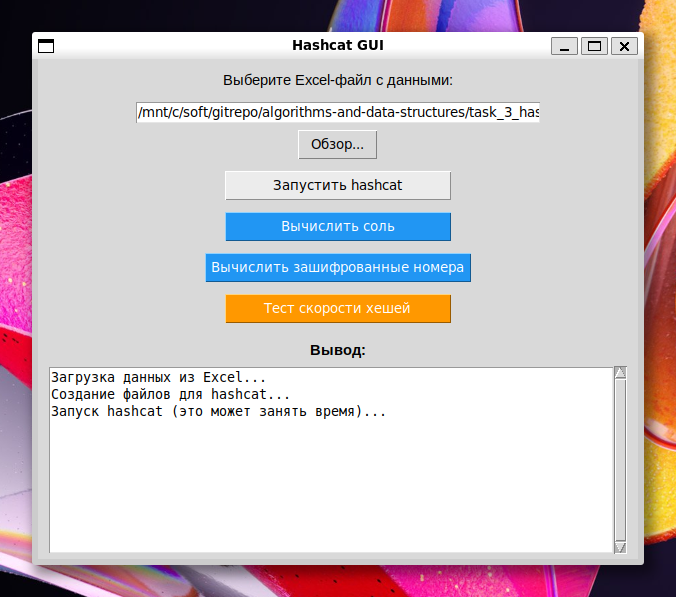 Hashcat GUI
Выберите Excel-файл с данными:
/mnt/c/soft/gitrepo/algorithms-and-data-structures/task_3_has
Обзор...
Запустить hashcat
Вычислить соль
Вычислить зашифрованные номера
Тест скорости хешей
Вывод:
Загрузка данных из Excel...
Создание файлов для hashcat...
Запуск hashcat (это может занять время)...